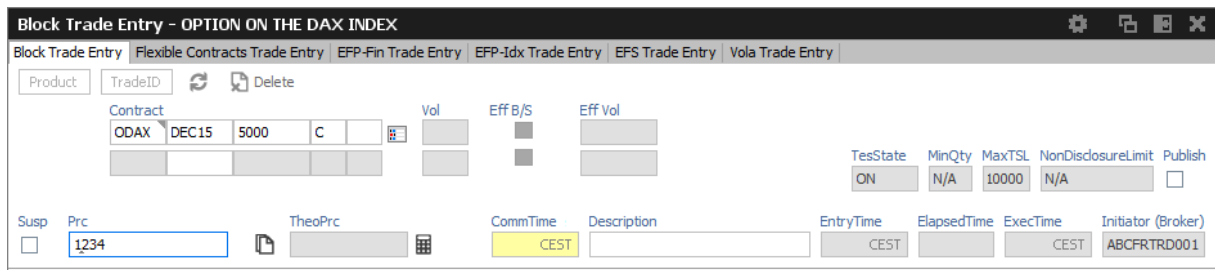 Block Trade Entry - OPTION ON THE DAX INDEX
Block Trade Entry Flexible Contracts Trade Entry EFP-Fin Trade Entry EFP-Idx Trade Entry EFS Trade Entry Vola Trade Entry
Product TradeID Delete
Contract Vol Eff B/S Eff Vol
ODAX DEC15 5000 C
TesState MinQty MaxTSL NonDisclosureLimit Publish
ON N/A 10000 N/A
Susp Prc TheoPrc CommTime Description EntryTime ElapsedTime ExecTime Initiator (Broker)
1234 CEST CEST CEST ABCFRTRD001